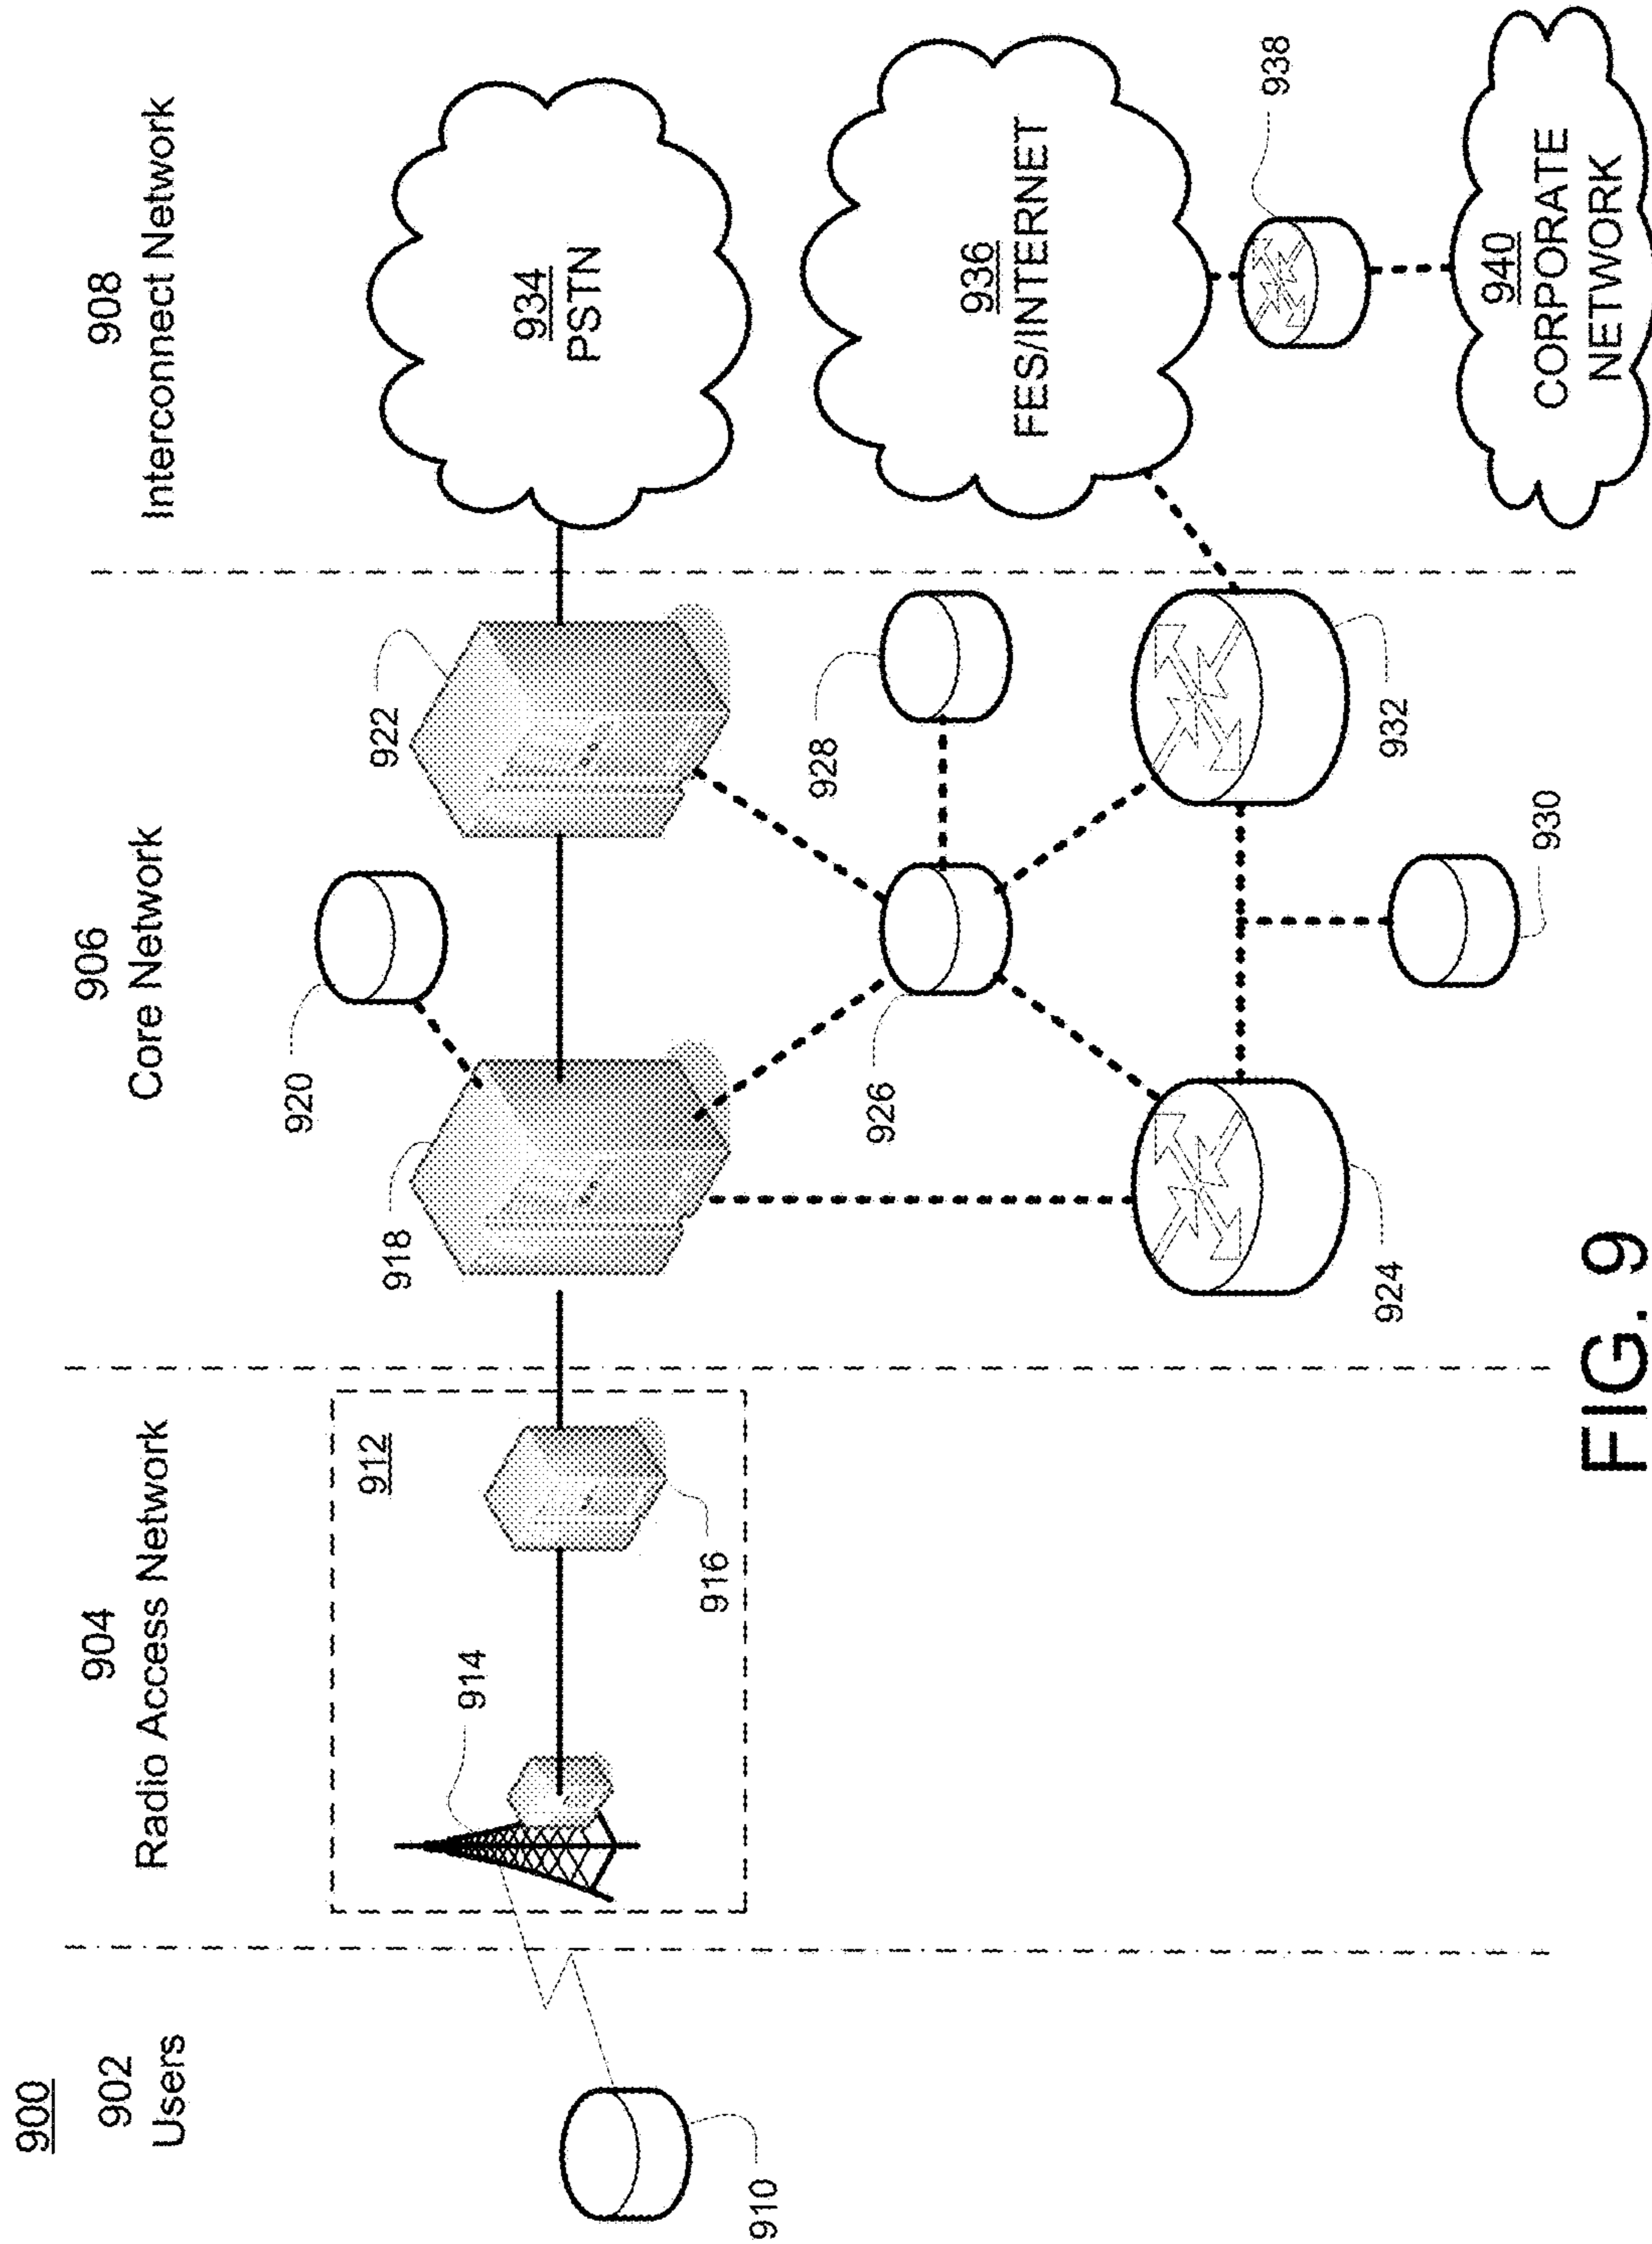 900
902
Users
904
Radio Access Network
906
Core Network
908
Interconnect Network
910
912
914
916
918
920
922
924
926
928
930
932
934
PSTN
936
FES/INTERNET
938
940
CORPORATE
NETWORK
FIG. 9